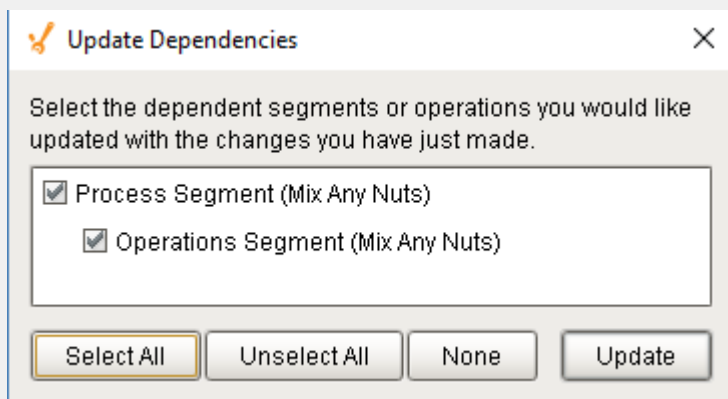 Update Dependencies
Select the dependent segments or operations you would like
updated with the changes you have just made.
Process Segment (Mix Any Nuts)
Operations Segment (Mix Any Nuts)
Select All Unselect All None Update